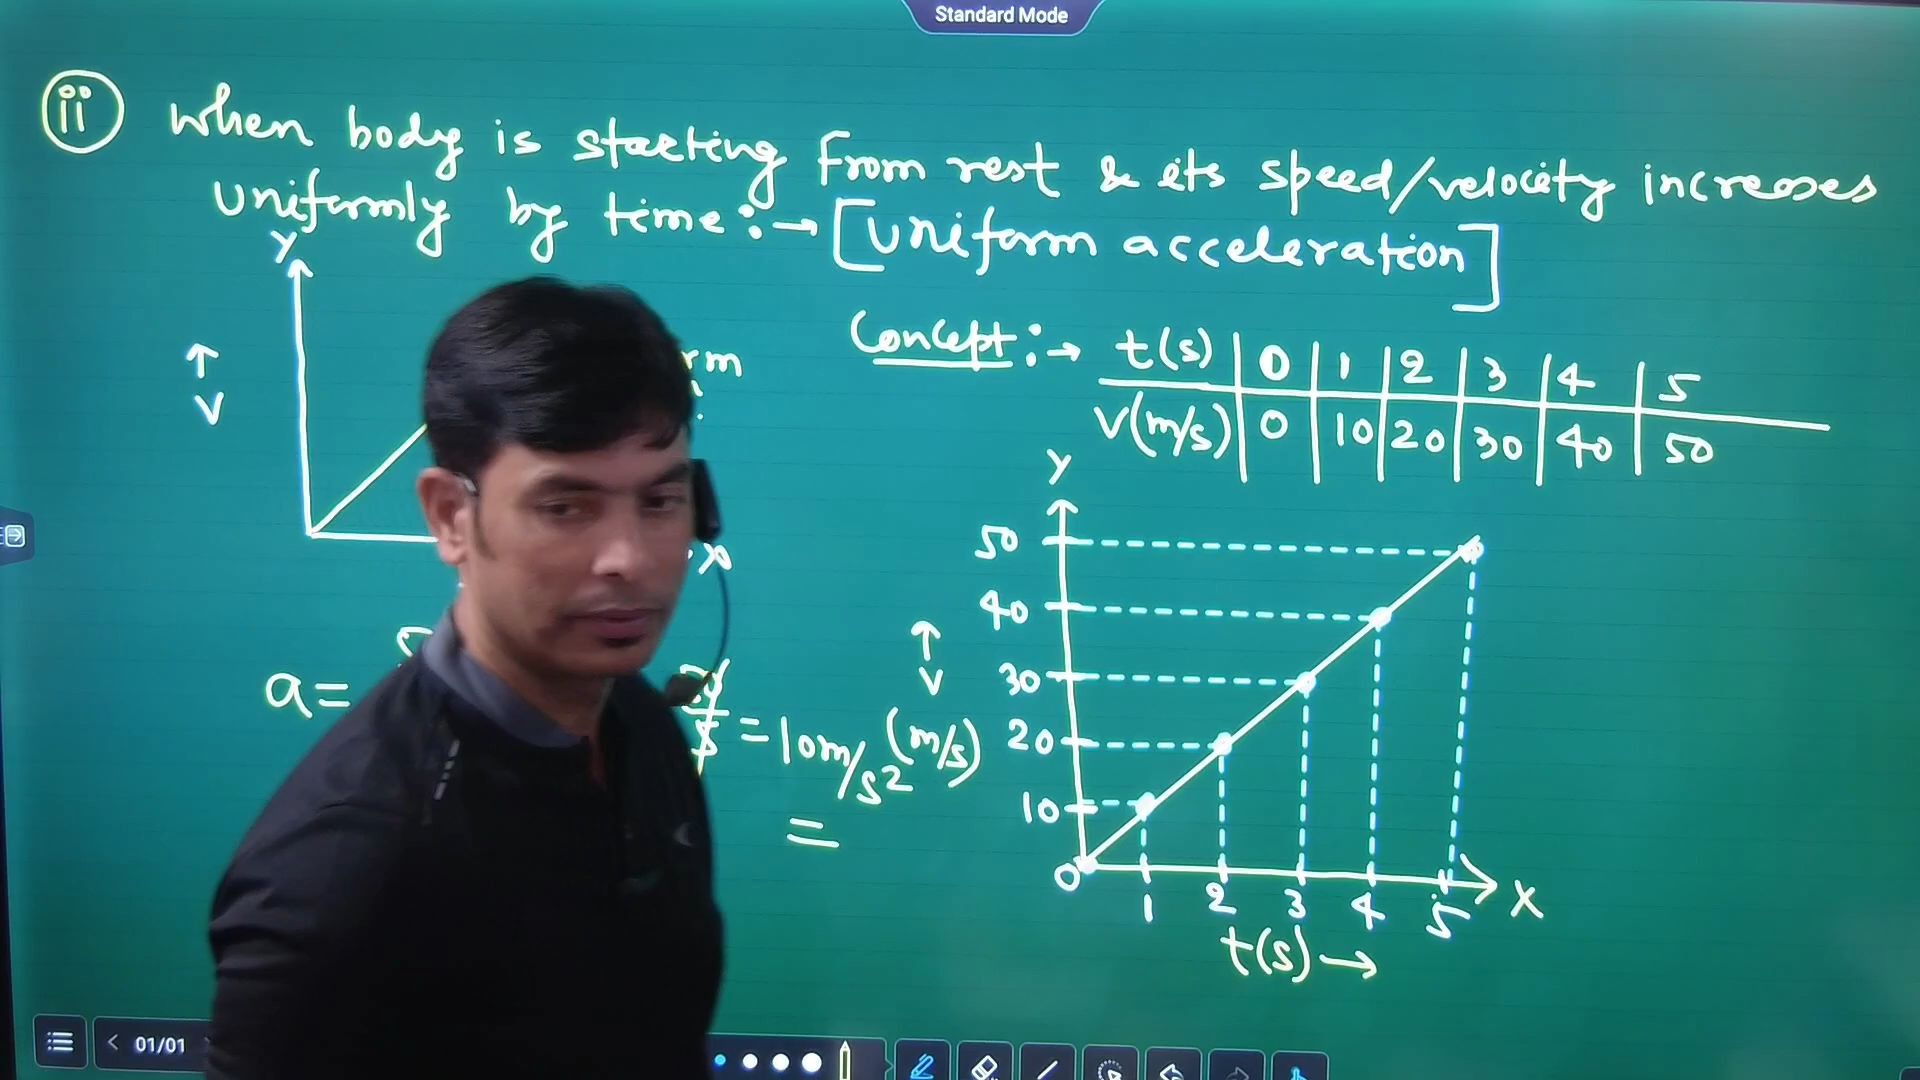 Standard Mode
ii When body is starting From rest & its speed/velocity increases
uniformly by time :→ [Uniform acceleration]
Y
↑
V
X
Concept :→
t(s) | 0 | 1 | 2 | 3 | 4 | 5
V(m/s) | 0 | 10 | 20 | 30 | 40 | 50
a =
= 10m/s²
=
Y
50
40
30
20
10
0
↑
V
(m/s)
1 2 3 4 5
X
t(s) →
01/01